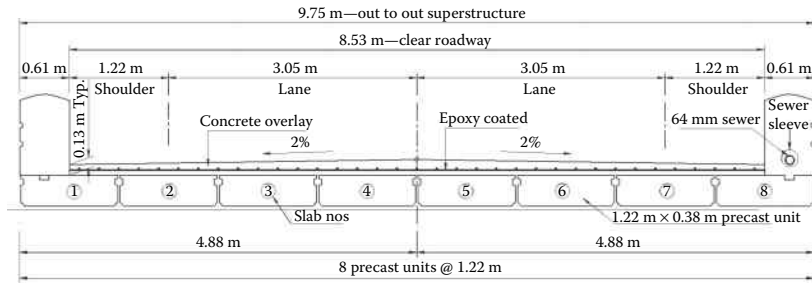 9.75 m—out to out superstructure
8.53 m—clear roadway
0.61 m
1.22 m
Shoulder
3.05 m
Lane
3.05 m
Lane
1.22 m
Shoulder
0.61 m
0.13 m Typ.
Concrete overlay
2%
Epoxy coated
2%
64 mm sewer
Sewer
sleeve
1
2
3
4
5
6
7
8
Slab nos
1.22 m × 0.38 m precast unit
4.88 m
4.88 m
8 precast units @ 1.22 m